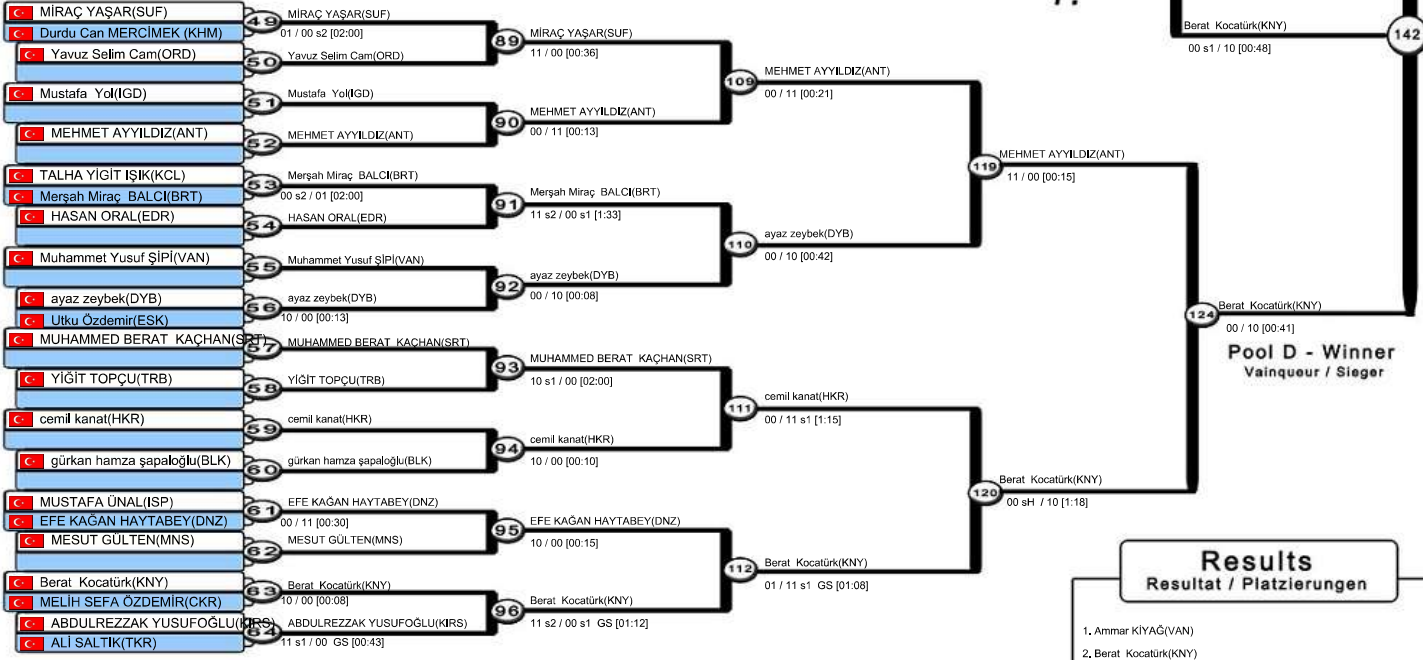 MİRAÇ YAŞAR(SUF)
Durdu Can MERCİMEK (KHM)
Yavuz Selim Cam(ORD)
Mustafa Yol(IGD)
MEHMET AYYILDIZ(ANT)
TALHA YİGİT IŞIK(KCL)
Merşah Miraç BALCI(BRT)
HASAN ORAL(EDR)
Muhammet Yusuf ŞİPİ(VAN)
ayaz zeybek(DYB)
Utku Özdemir(ESK)
MUHAMMED BERAT KAÇHAN(SRT)
YİĞİT TOPÇU(TRB)
cemil kanat(HKR)
gürkan hamza şapaloğlu(BLK)
MUSTAFA ÜNAL(ISP)
EFE KAĞAN HAYTABEY(DNZ)
MESUT GÜLTEN(MNS)
Berat Kocatürk(KNY)
MELİH SEFA ÖZDEMİR(CKR)
ABDULREZZAK YUSUFOĞLU(KIRS)
ALİ SALTIK(TKR)
49
MİRAÇ YAŞAR(SUF)
01 / 00 s2 [02:00]
50
Yavuz Selim Cam(ORD)
51
Mustafa Yol(IGD)
52
MEHMET AYYILDIZ(ANT)
53
Merşah Miraç BALCI(BRT)
00 s2 / 01 [02:00]
54
HASAN ORAL(EDR)
55
Muhammet Yusuf ŞİPİ(VAN)
56
ayaz zeybek(DYB)
10 / 00 [00:13]
57
MUHAMMED BERAT KAÇHAN(SRT)
58
YİĞİT TOPÇU(TRB)
59
cemil kanat(HKR)
60
gürkan hamza şapaloğlu(BLK)
61
EFE KAĞAN HAYTABEY(DNZ)
00 / 11 [00:30]
62
MESUT GÜLTEN(MNS)
63
Berat Kocatürk(KNY)
10 / 00 [00:08]
64
ABDULREZZAK YUSUFOĞLU(KIRS)
11 s1 / 00 GS [00:43]
89
MİRAÇ YAŞAR(SUF)
11 / 00 [00:36]
90
MEHMET AYYILDIZ(ANT)
00 / 11 [00:13]
91
Merşah Miraç BALCI(BRT)
11 s2 / 00 s1 [1:33]
92
ayaz zeybek(DYB)
00 / 10 [00:08]
93
MUHAMMED BERAT KAÇHAN(SRT)
10 s1 / 00 [02:00]
94
cemil kanat(HKR)
10 / 00 [00:10]
95
EFE KAĞAN HAYTABEY(DNZ)
10 / 00 [00:15]
96
Berat Kocatürk(KNY)
11 s2 / 00 s1 GS [01:12]
109
MEHMET AYYILDIZ(ANT)
00 / 11 [00:21]
110
ayaz zeybek(DYB)
00 / 10 [00:42]
111
cemil kanat(HKR)
00 / 11 s1 [1:15]
112
Berat Kocatürk(KNY)
01 / 11 s1 GS [01:08]
119
MEHMET AYYILDIZ(ANT)
11 / 00 [00:15]
120
Berat Kocatürk(KNY)
00 sH / 10 [1:18]
124
Berat Kocatürk(KNY)
00 / 10 [00:41]
Pool D - Winner
Vainqueur / Sieger
Berat Kocatürk(KNY)
00 s1 / 10 [00:48]
142
Results
Resultat / Platzierungen
1. Ammar KİYAĞ(VAN)
2. Berat Kocatürk(KNY)